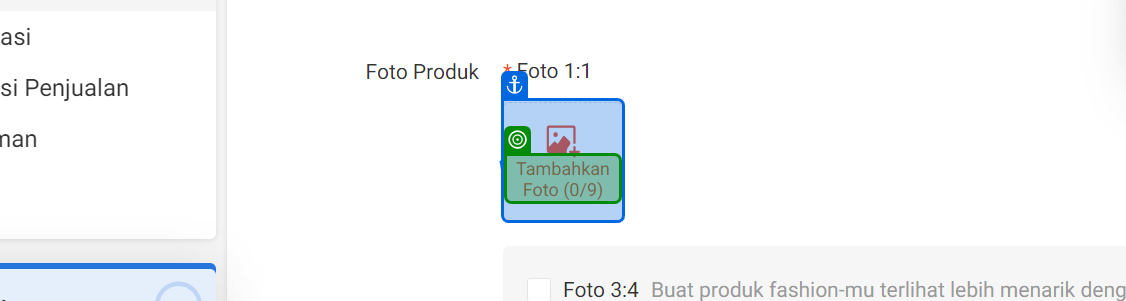 asi
si Penjualan
man
Foto Produk
* Foto 1:1
Tambahkan
Foto (0/9)
Foto 3:4 Buat produk fashion-mu terlihat lebih menarik deng